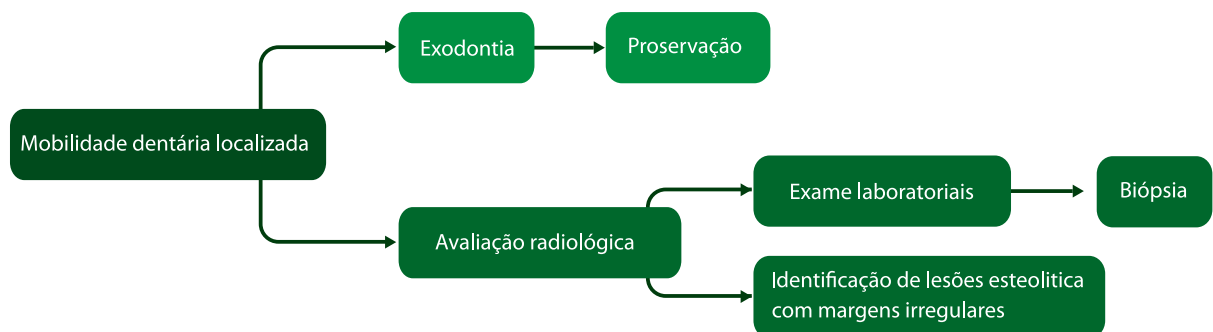 Exodontia
Proservação
Mobilidade dentária localizada
Exame laboratoriais
Biópsia
Avaliação radiológica
Identificação de lesões esteolitica
com margens irregulares